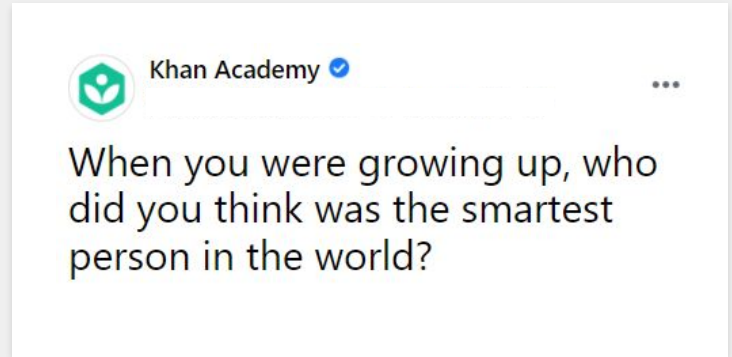 Khan Academy
When you were growing up, who
did you think was the smartest
person in the world?